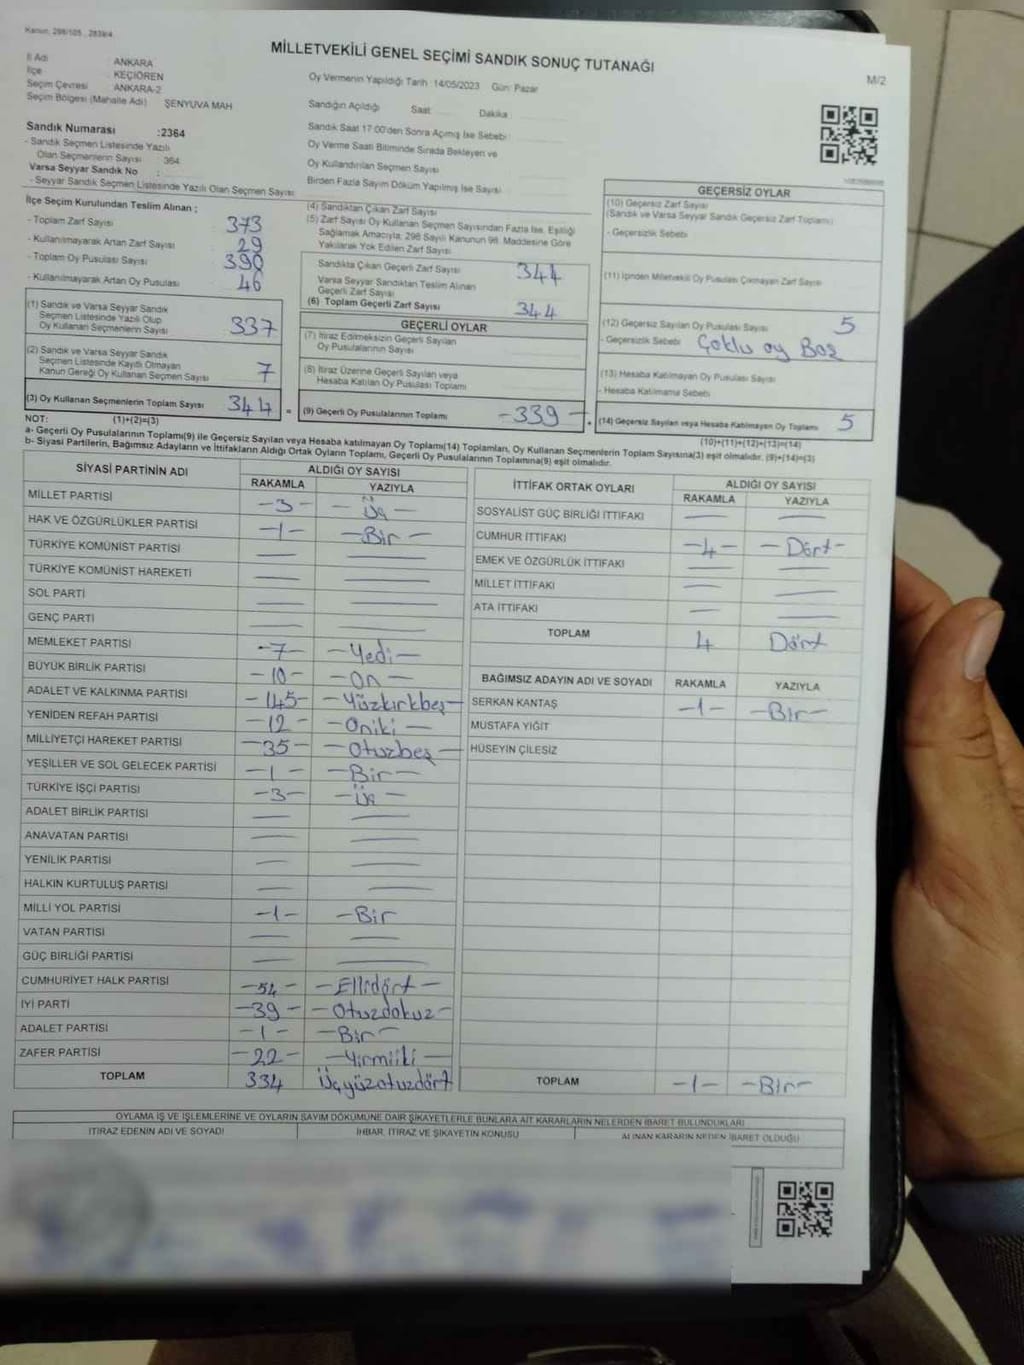 Kanun, 298/105 , 2839/4
MİLLETVEKİLİ GENEL SEÇİMİ SANDIK SONUÇ TUTANAĞI
M/2
İl Adı ANKARA
İlçe KEÇİÖREN
Seçim Çevresi ANKARA-2
Seçim Bölgesi (Mahalle Adı) ŞENYUVA MAH
Oy Vermenin Yapıldığı Tarih :14/05/2023 Gün: Pazar
Sandığın Açıldığı Saat Dakika
Sandık Saat 17:00'den Sonra Açımış İse Sebebi :
Oy Verme Saati Bitiminde Sırada Bekleyen ve
Oy Kullandırılan Seçmen Sayısı
Birden Fazla Sayım Döküm Yapılmış İse Sayısı
Sandık Numarası :2364
- Sandık Seçmen Listesinde Yazılı
Olan Seçmenlerin Sayısı : 364
Varsa Seyyar Sandık No :
- Seyyar Sandık Seçmen Listesinde Yazılı Olan Seçmen Sayısı
İlçe Seçim Kurulundan Teslim Alınan ;
- Toplam Zarf Sayısı 373
- Kullanılmayarak Artan Zarf Sayısı 29
- Toplam Oy Pusulası Sayısı 390
- Kullanılmayarak Artan Oy Pusulası 46
(1) Sandık ve Varsa Seyyar Sandık
Seçmen Listesinde Yazılı Olup
Oy Kullanan Seçmenlerin Sayısı 337
(2) Sandık ve Varsa Seyyar Sandık
Seçmen Listesinde Kayıtlı Olmayan
Kanun Gereği Oy Kullanan Seçmen Sayısı 7
(3) Oy Kullanan Seçmenlerin Toplam Sayısı 344 =
(4) Sandıktan Çıkan Zarf Sayısı
(5) Zarf Sayısı Oy Kullanan Seçmen Sayısından Fazla İse, Eşitliği
Sağlamak Amacıyla; 298 Sayılı Kanunun 98. Maddesine Göre
Yakılarak Yok Edilen Zarf Sayısı
Sandıkta Çıkan Geçerli Zarf Sayısı 344
Varsa Seyyar Sandıktan Teslim Alınan
Geçerli Zarf Sayısı
(6) Toplam Geçerli Zarf Sayısı 344
GEÇERLİ OYLAR
(7) İtiraz Edilmeksizin Geçerli Sayılan
Oy Pusulalarının Sayısı
(8) İtiraz Üzerine Geçerli Sayılan veya
Hesaba Katılan Oy Pusulası Toplamı
(9) Geçerli Oy Pusulalarının Toplamı -339- +
GEÇERSİZ OYLAR
(10) Geçersiz Zarf Sayısı
(Sandık ve Varsa Seyyar Sandık Geçersiz Zarf Toplamı)
- Geçersizlik Sebebi
(11) İçinden Milletvekili Oy Pusulası Çıkmayan Zarf Sayısı
(12) Geçersiz Sayılan Oy Pusulası Sayısı 5
- Geçersizlik Sebebi Çoklu oy Bas
(13) Hesaba Katılmayan Oy Pusulası Sayısı
- Hesaba Katılmama Sebebi
(14) Geçersiz Sayılan veya Hesaba Katılmayan Oy Toplamı 5
NOT: (1)+(2)=(3)
(10)+(11)+(12)+(13)=(14)
a- Geçerli Oy Pusulalarının Toplamı(9) ile Geçersiz Sayılan veya Hesaba katılmayan Oy Toplamı(14) Toplamları, Oy Kullanan Seçmenlerin Toplam Sayısına(3) eşit olmalıdır. (9)+(14)=(3)
b- Siyasi Partilerin, Bağımsız Adayların ve İttifakların Aldığı Ortak Oyların Toplamı, Geçerli Oy Pusulalarının Toplamına(9) eşit olmalıdır.
SİYASİ PARTİNİN ADI ALDIĞI OY SAYISI
RAKAMLA YAZIYLA
MİLLET PARTİSİ -3- - Üç -
HAK VE ÖZGÜRLÜKLER PARTİSİ -1- -Bir-
TÜRKİYE KOMÜNİST PARTİSİ
TÜRKİYE KOMÜNİST HAREKETİ
SOL PARTİ
GENÇ PARTİ
MEMLEKET PARTİSİ -7- -Yedi-
BÜYÜK BİRLİK PARTİSİ -10- -On-
ADALET VE KALKINMA PARTİSİ -145- -Yüzkırkbeş-
YENİDEN REFAH PARTİSİ -12- -Oniki-
MİLLİYETÇİ HAREKET PARTİSİ -35- -Otuzbeş-
YEŞİLLER VE SOL GELECEK PARTİSİ -1- -Bir-
TÜRKİYE İŞÇİ PARTİSİ -3- -Üç-
ADALET BİRLİK PARTİSİ
ANAVATAN PARTİSİ
YENİLİK PARTİSİ
HALKIN KURTULUŞ PARTİSİ
MİLLİ YOL PARTİSİ -1- -Bir
VATAN PARTİSİ
GÜÇ BİRLİĞİ PARTİSİ
CUMHURİYET HALK PARTİSİ -54- -Ellidört-
İYİ PARTİ -39- -Otuzdokuz-
ADALET PARTİSİ -1- -Bir-
ZAFER PARTİSİ -22- -Yirmiiki-
TOPLAM 334 Üçyüzotuzdört
İTTİFAK ORTAK OYLARI ALDIĞI OY SAYISI
RAKAMLA YAZIYLA
SOSYALİST GÜÇ BİRLİĞİ İTTİFAKI
CUMHUR İTTİFAKI -4- -Dört-
EMEK VE ÖZGÜRLÜK İTTİFAKI
MİLLET İTTİFAKI
ATA İTTİFAKI
TOPLAM 4 Dört
BAĞIMSIZ ADAYIN ADI VE SOYADI RAKAMLA YAZIYLA
SERKAN KANTAŞ -1- -Bir-
MUSTAFA YİĞİT
HÜSEYİN ÇİLESİZ
TOPLAM -1- -Bir-
OYLAMA İŞ VE İŞLEMLERİNE VE OYLARIN SAYIM DÖKÜMÜNE DAİR ŞİKAYETLERLE BUNLARA AİT KARARLARIN NELERDEN İBARET BULUNDUKLARI
İTİRAZ EDENİN ADI VE SOYADI İHBAR, İTİRAZ VE ŞİKAYETİN KONUSU ALINAN KARARIN NEDEN İBARET OLDUĞU